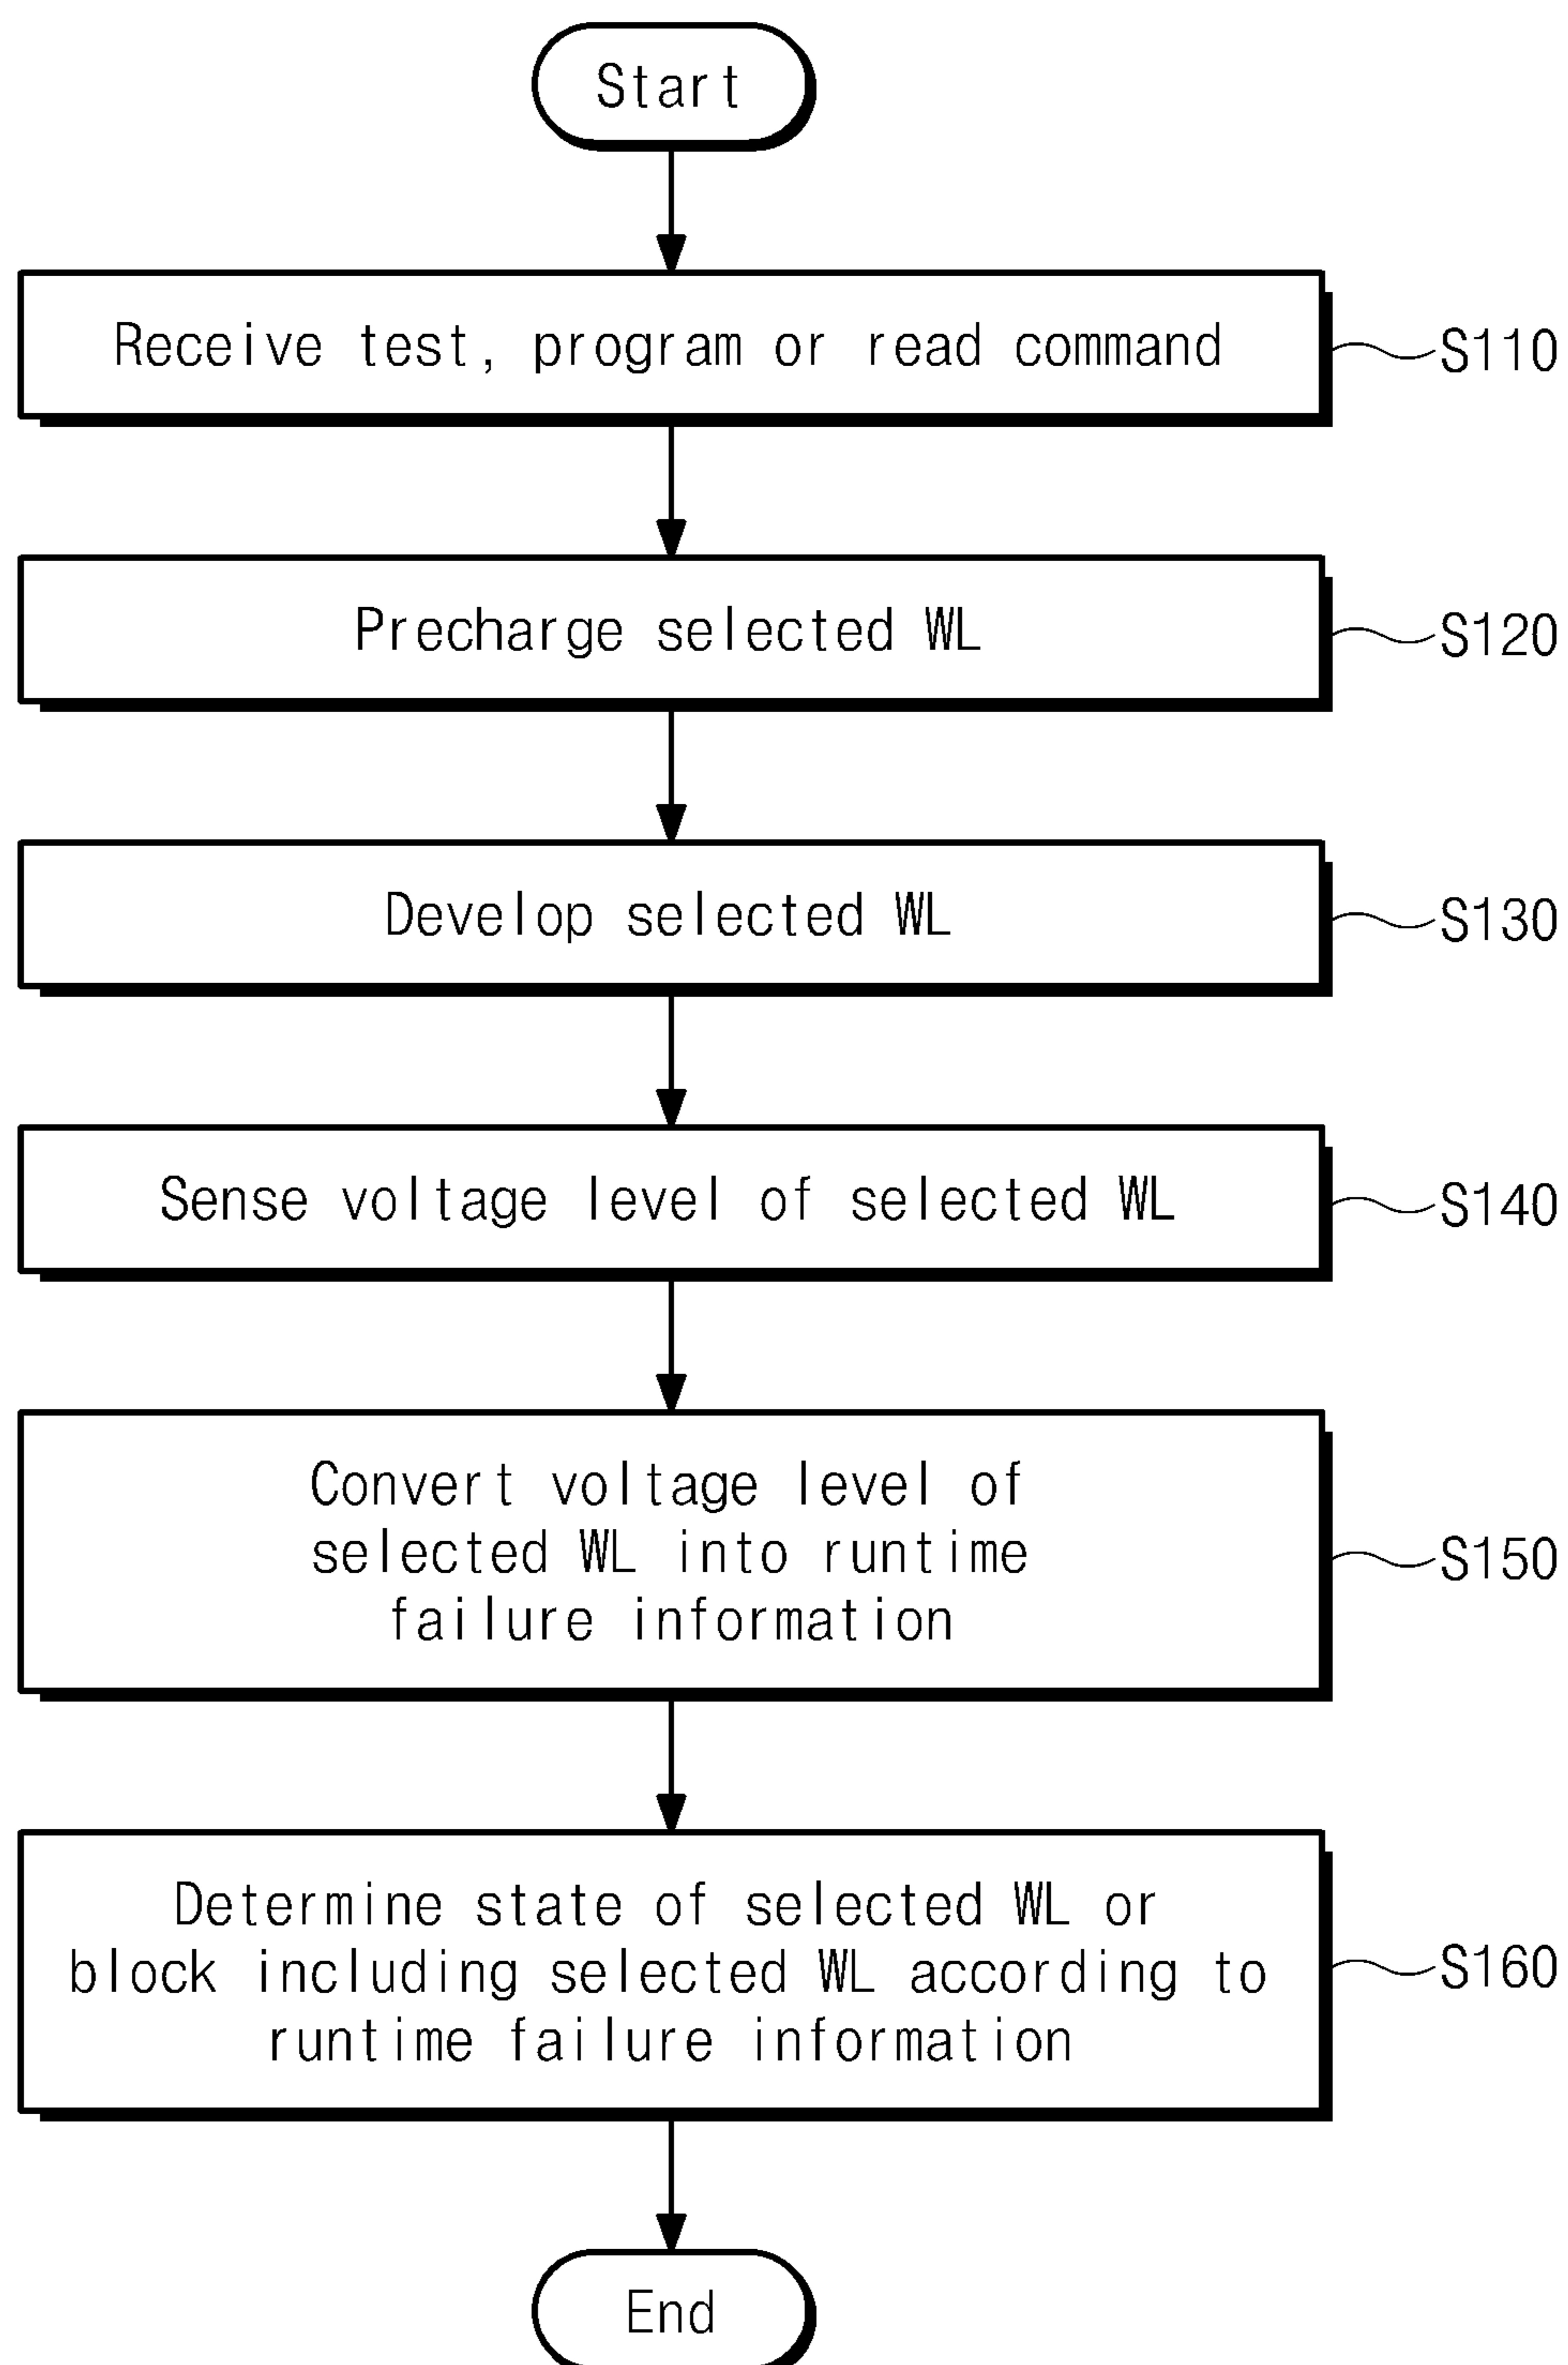 Start
Receive test, program or read command
S110
Precharge selected WL
S120
Develop selected WL
S130
Sense voltage level of selected WL
S140
Convert voltage level of
selected WL into runtime
failure information
S150
Determine state of selected WL or
block including selected WL according to
runtime failure information
S160
End